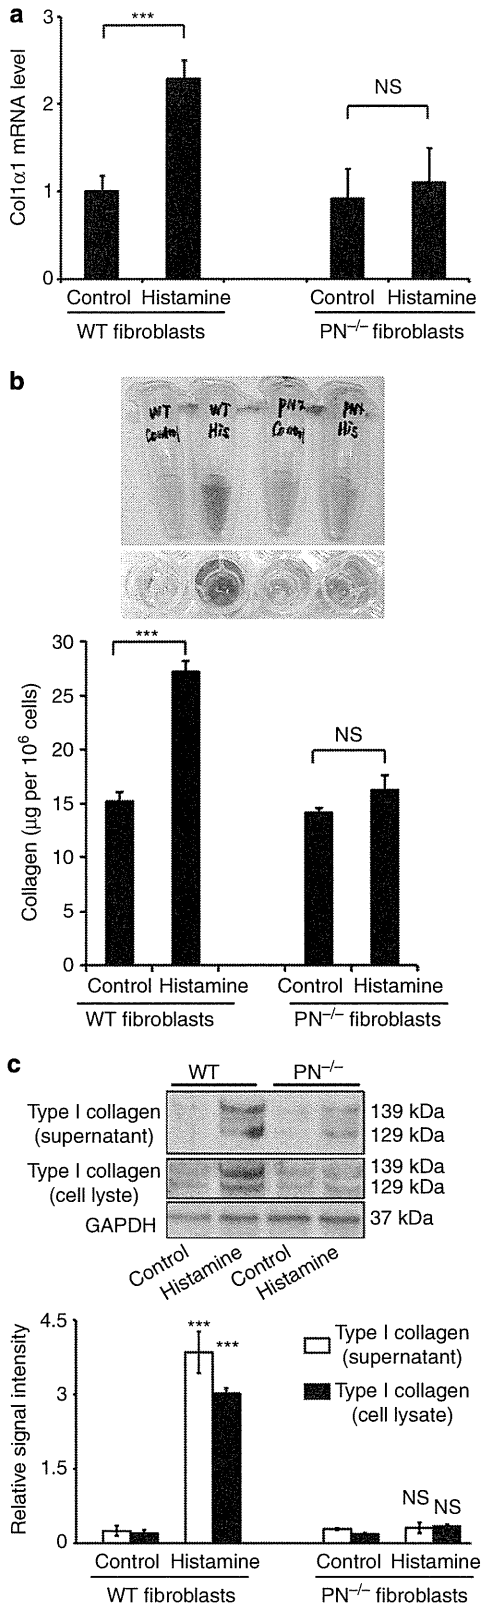 a
3
***
2
NS
1
0
Col1α1 mRNA level
Control Histamine Control Histamine
WT fibroblasts PN−/− fibroblasts
b
WT WT PN2 PN2
Control His Control His
30
***
25
20
NS
15
10
5
0
Collagen (μg per 10⁶ cells)
Control Histamine Control Histamine
WT fibroblasts PN−/− fibroblasts
c
WT PN−/−
Type I collagen 139 kDa
(supernatant) 129 kDa
Type I collagen 139 kDa
(cell lyste) 129 kDa
GAPDH 37 kDa
Control Histamine Control Histamine
4.5
*** ***
Type I collagen
(supernatant)
3
Type I collagen
(cell lysate)
1.5
NS NS
0
Relative signal intensity
Control Histamine Control Histamine
WT fibroblasts PN−/− fibroblasts